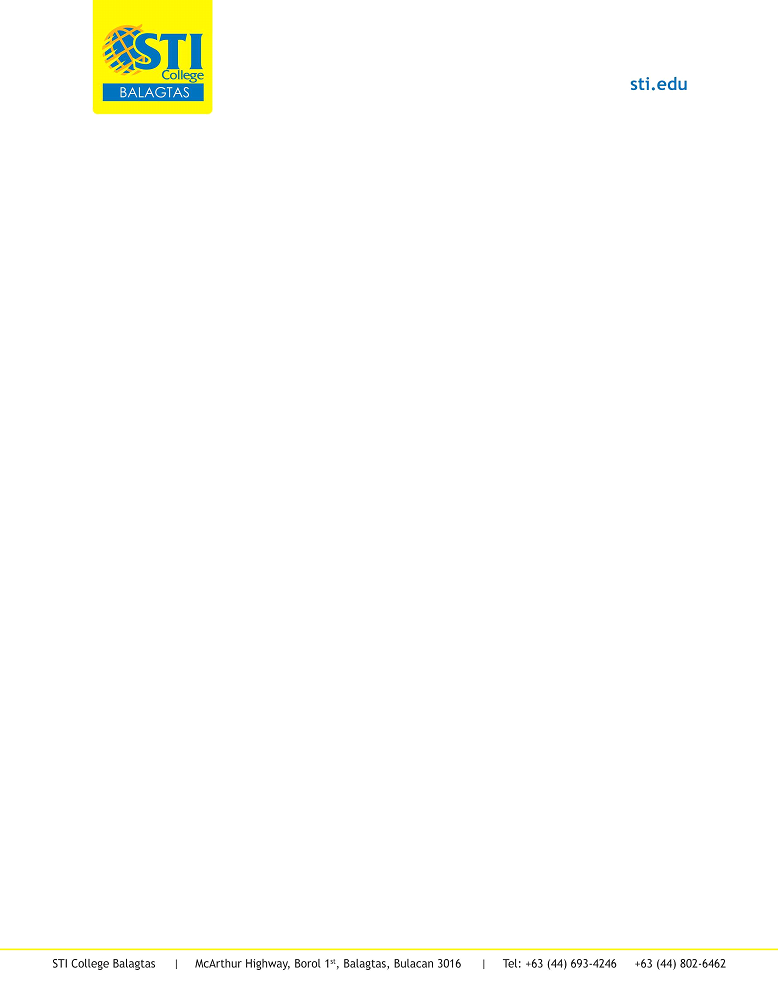 STI
College
BALAGTAS
sti.edu
STI College Balagtas | McArthur Highway, Borol 1st, Balagtas, Bulacan 3016 | Tel: +63 (44) 693-4246 +63 (44) 802-6462